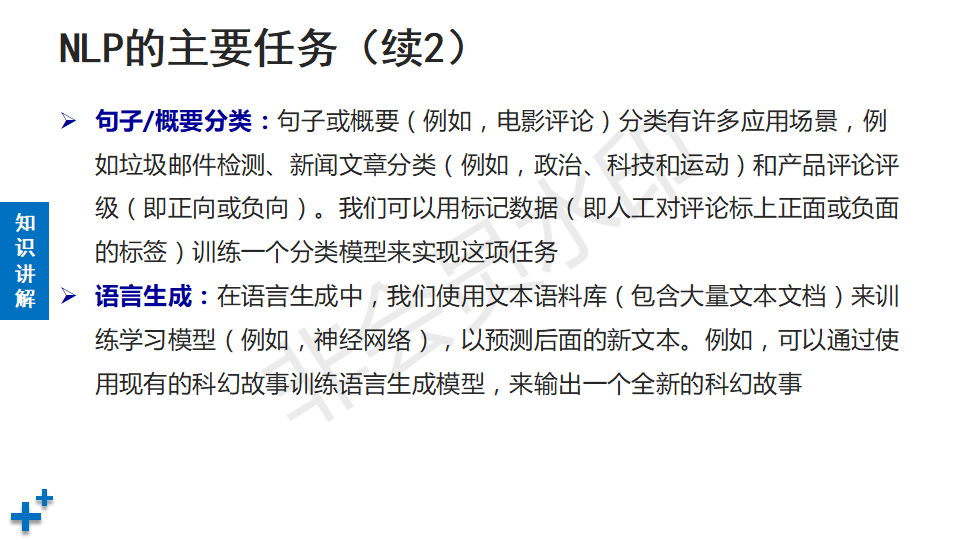 NLP的主要任务（续2）
句子/概要分类：句子或概要（例如，电影评论）分类有许多应用场景，例
如垃圾邮件检测、新闻文章分类（例如，政治、科技和运动）和产品评论评
级（即正向或负向）。我们可以用标记数据（即人工对评论标上正面或负面
的标签）训练一个分类模型来实现这项任务
语言生成：在语言生成中，我们使用文本语料库（包含大量文本文档）来训
练学习模型（例如，神经网络），以预测后面的新文本。例如，可以通过使
用现有的科幻故事训练语言生成模型，来输出一个全新的科幻故事
知
识
讲
解
非会员水印